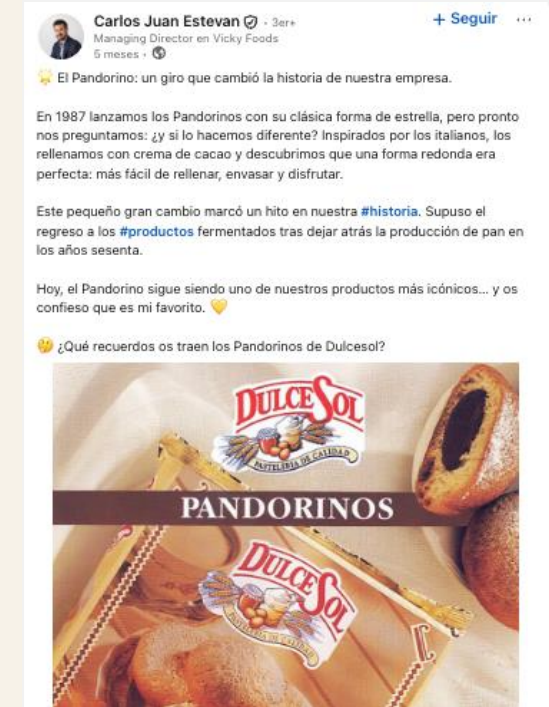 Carlos Juan Estevan · 3er+
+ Seguir ...
Managing Director en Vicky Foods
5 meses ·
🌟 El Pandorino: un giro que cambió la historia de nuestra empresa.
En 1987 lanzamos los Pandorinos con su clásica forma de estrella, pero pronto
nos preguntamos: ¿y si lo hacemos diferente? Inspirados por los italianos, los
rellenamos con crema de cacao y descubrimos que una forma redonda era
perfecta: más fácil de rellenar, envasar y disfrutar.
Este pequeño gran cambio marcó un hito en nuestra #historia. Supuso el
regreso a los #productos fermentados tras dejar atrás la producción de pan en
los años sesenta.
Hoy, el Pandorino sigue siendo uno de nuestros productos más icónicos... y os
confieso que es mi favorito. 💛
🤔 ¿Qué recuerdos os traen los Pandorinos de Dulcesol?
DULCESOL
PASTELERIA DE CALIDAD
PANDORINOS
DULCESOL
PASTELERIA DE CALIDAD